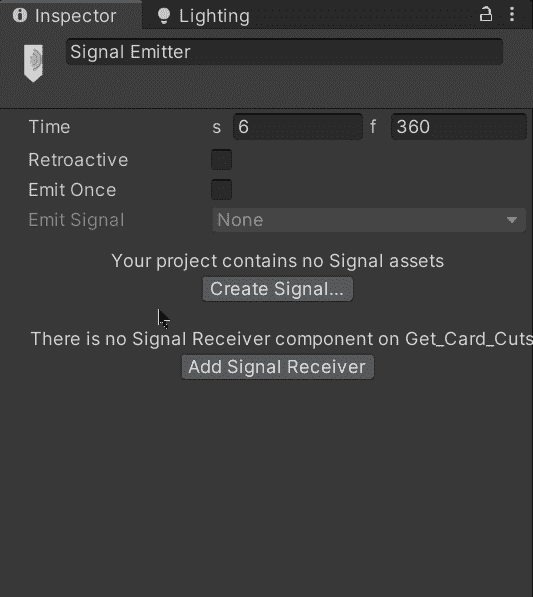 Inspector Lighting
Signal Emitter
Time s 6 f 360
Retroactive
Emit Once
Emit Signal None
Your project contains no Signal assets
Create Signal...
There is no Signal Receiver component on Get_Card_Cuts
Add Signal Receiver